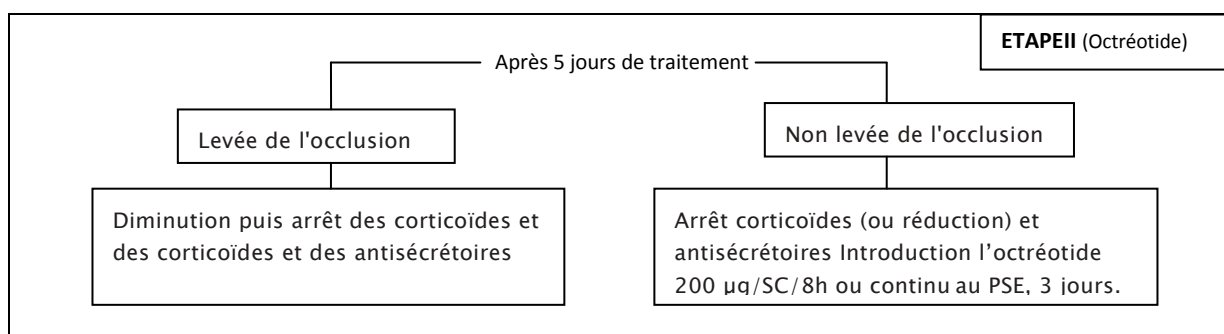 ETAPEII (Octréotide)
Après 5 jours de traitement
Levée de l'occlusion
Non levée de l'occlusion
Diminution puis arrêt des corticoïdes et
des corticoïdes et des antisécrétoires
Arrêt corticoïdes (ou réduction) et
antisécrétoires Introduction l’octréotide
200 µg/SC/8h ou continu au PSE, 3 jours.